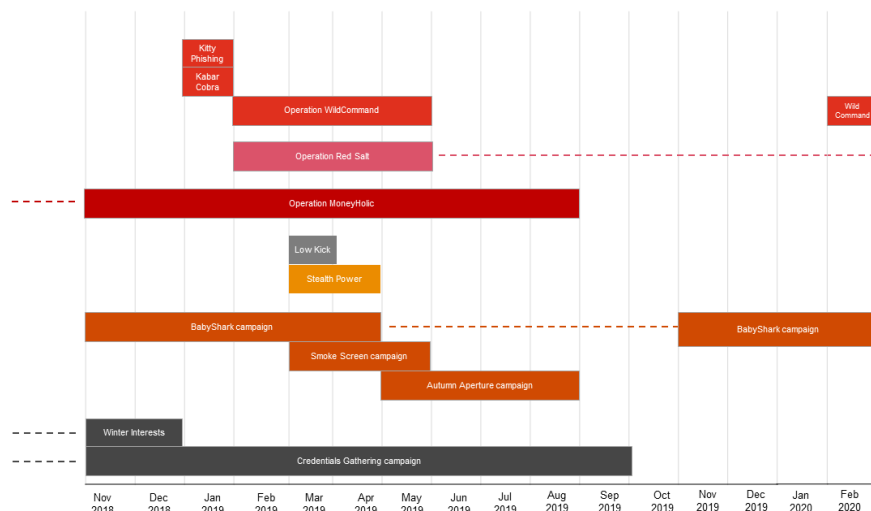 Kitty
Phishing
Kabar
Cobra
Operation WildCommand
Wild
Command
Operation Red Salt
Operation MoneyHolic
Low Kick
Stealth Power
BabyShark campaign
BabyShark campaign
Smoke Screen campaign
Autumn Aperture campaign
Winter Interests
Credentials Gathering campaign
Nov Dec Jan Feb Mar Apr May Jun Jul Aug Sep Oct Nov Dec Jan Feb
2018 2018 2019 2019 2019 2019 2019 2019 2019 2019 2019 2019 2019 2019 2020 2020